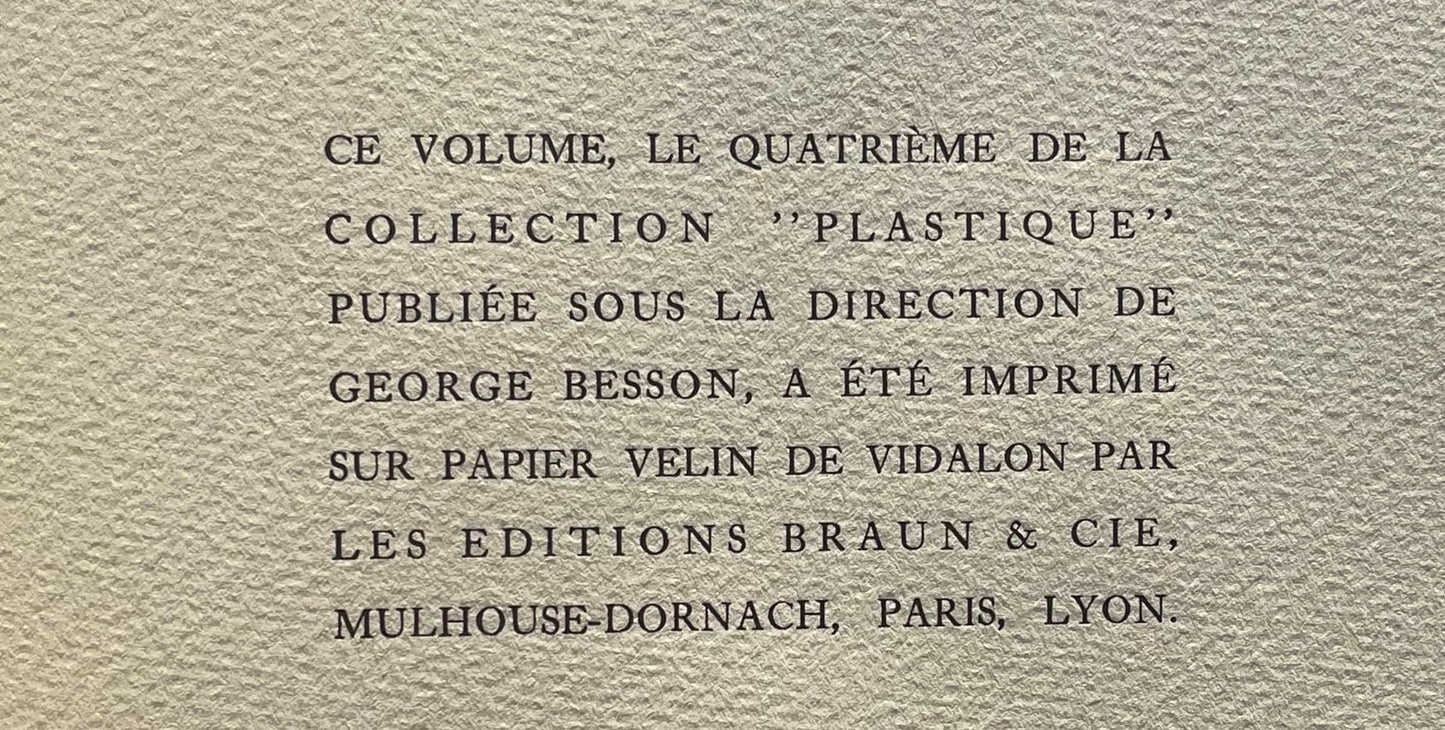 CE VOLUME, LE QUATRIÈME DE LA
COLLECTION ’’PLASTIQUE’’
PUBLIÉE SOUS LA DIRECTION DE
GEORGE BESSON, A ÉTÉ IMPRIMÉ
SUR PAPIER VELIN DE VIDALON PAR
LES EDITIONS BRAUN & CIE,
MULHOUSE-DORNACH, PARIS, LYON.